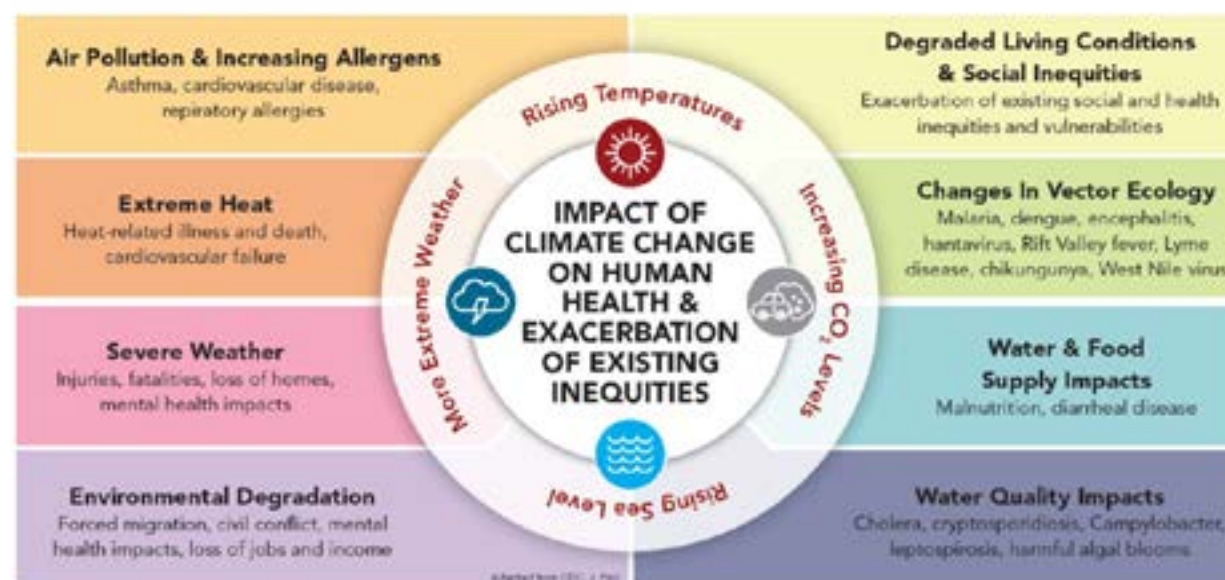 Air Pollution & Increasing Allergens
Asthma, cardiovascular disease,
repiratory allergies
Extreme Heat
Heat-related illness and death,
cardiovascular failure
Severe Weather
Injuries, fatalities, loss of homes,
mental health impacts
Environmental Degradation
Forced migration, civil conflict, mental
health impacts, loss of jobs and income
Rising Temperatures
More Extreme Weather
IMPACT OF
CLIMATE CHANGE
ON HUMAN
HEALTH &
EXACERBATION
OF EXISTING
INEQUITIES
Increasing CO₂ Levels
Rising Sea Level
Degraded Living Conditions
& Social Inequities
Exacerbation of existing social and health
inequities and vulnerabilities
Changes In Vector Ecology
Malaria, dengue, encephalitis,
hantavirus, Rift Valley fever, Lyme
disease, chikungunya, West Nile virus
Water & Food
Supply Impacts
Malnutrition, diarrheal disease
Water Quality Impacts
Cholera, cryptosporidiosis, Campylobacter,
leptospirosis, harmful algal blooms
Adapted from